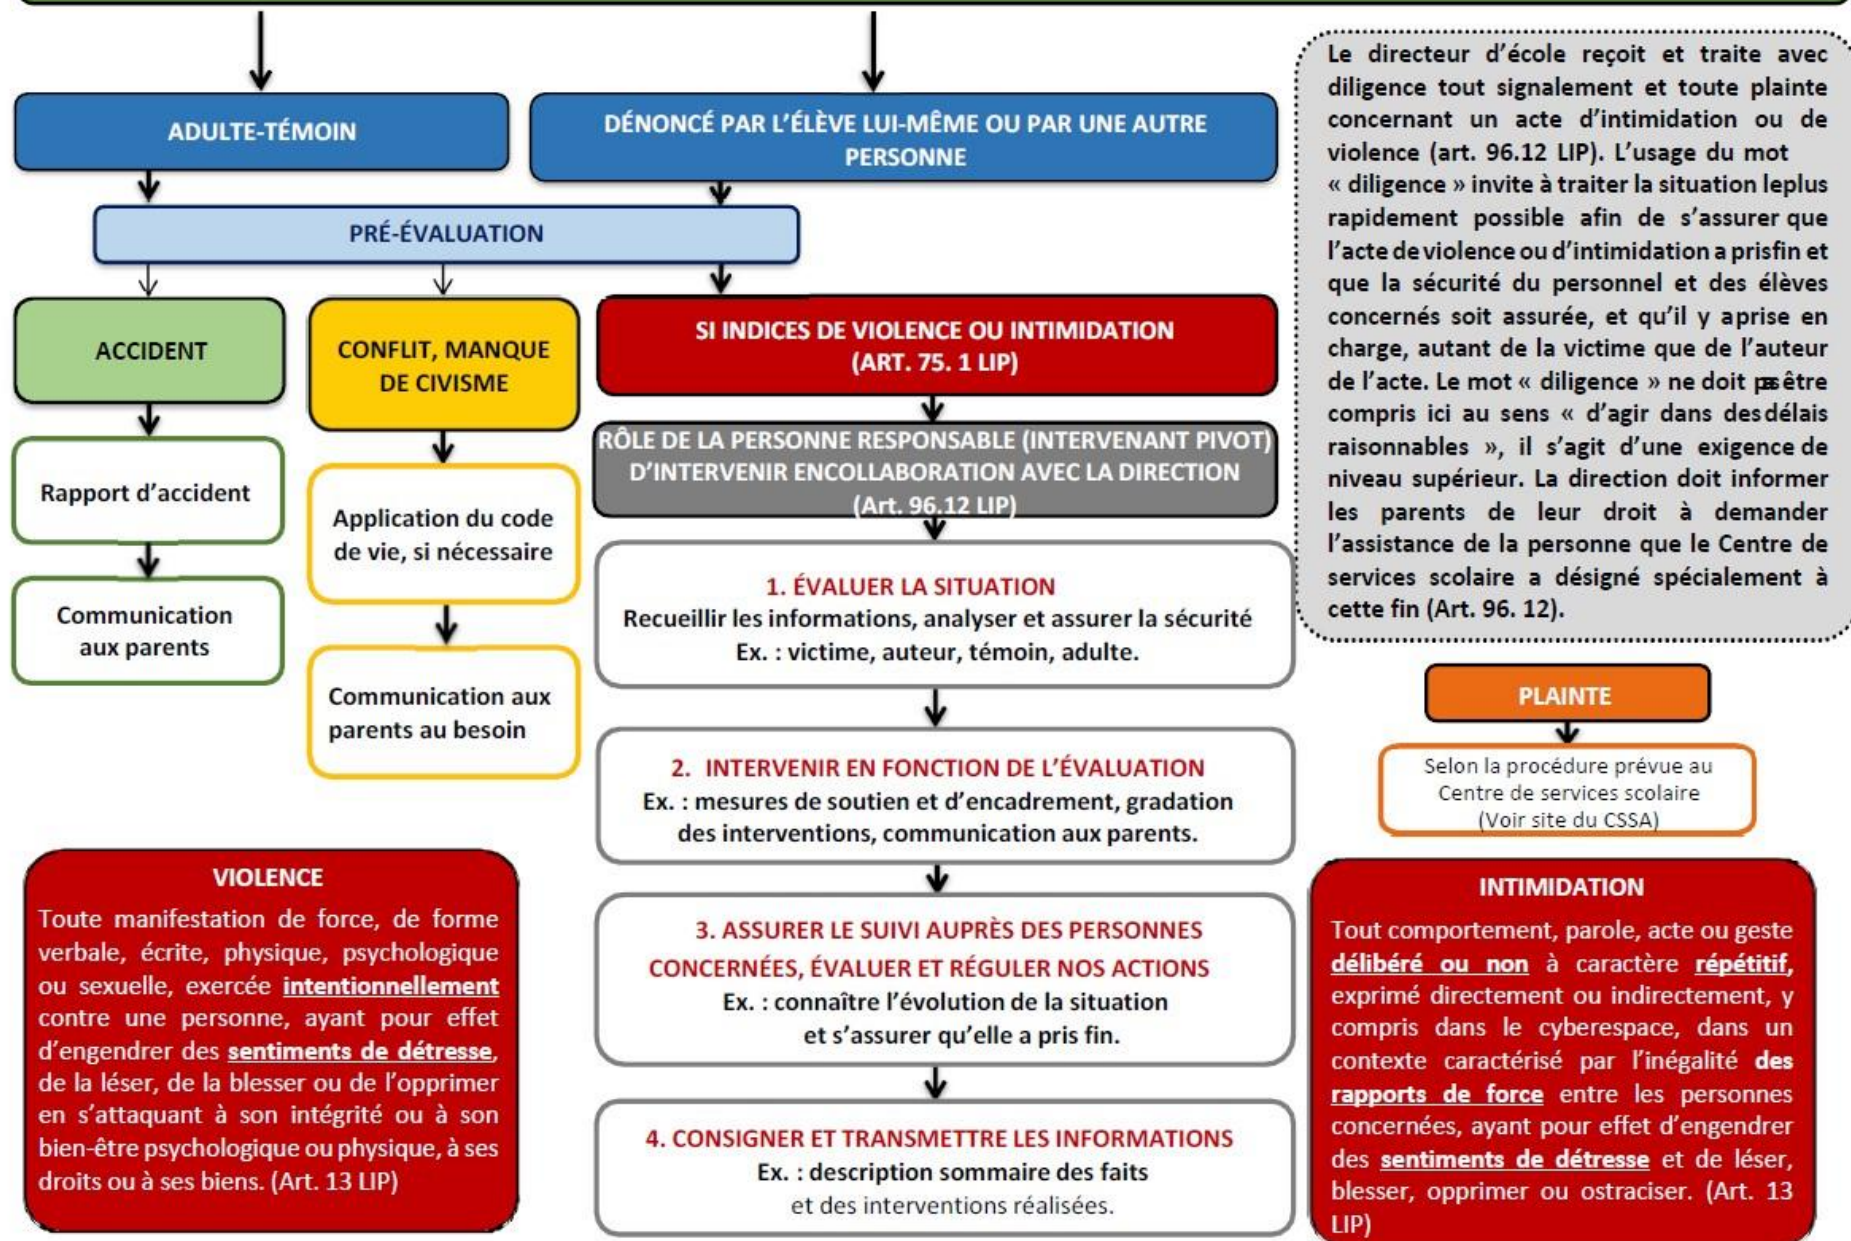 ADULTE-TÉMOIN
DÉNONCÉ PAR L'ÉLÈVE LUI-MÊME OU PAR UNE AUTRE
PERSONNE
PRÉ-ÉVALUATION
ACCIDENT
Rapport d'accident
Communication
aux parents
CONFLIT, MANQUE
DE CIVISME
Application du code
de vie, si nécessaire
Communication aux
parents au besoin
SI INDICES DE VIOLENCE OU INTIMIDATION
(ART. 75. 1 LIP)
RÔLE DE LA PERSONNE RESPONSABLE (INTERVENANT PIVOT)
D'INTERVENIR ENCOLLABORATION AVEC LA DIRECTION
(Art. 96.12 LIP)
1. ÉVALUER LA SITUATION
Recueillir les informations, analyser et assurer la sécurité
Ex. : victime, auteur, témoin, adulte.
2. INTERVENIR EN FONCTION DE L'ÉVALUATION
Ex. : mesures de soutien et d'encadrement, gradation
des interventions, communication aux parents.
3. ASSURER LE SUIVI AUPRÈS DES PERSONNES
CONCERNÉES, ÉVALUER ET RÉGULER NOS ACTIONS
Ex. : connaître l'évolution de la situation
et s'assurer qu'elle a pris fin.
4. CONSIGNER ET TRANSMETTRE LES INFORMATIONS
Ex. : description sommaire des faits
et des interventions réalisées.
Le directeur d'école reçoit et traite avec
diligence tout signalement et toute plainte
concernant un acte d'intimidation ou de
violence (art. 96.12 LIP). L'usage du mot
« diligence » invite à traiter la situation leplus
rapidement possible afin de s'assurer que
l'acte de violence ou d'intimidation a prisfin et
que la sécurité du personnel et des élèves
concernés soit assurée, et qu'il y aprise en
charge, autant de la victime que de l'auteur
de l'acte. Le mot « diligence » ne doit pas être
compris ici au sens « d'agir dans desdélais
raisonnables », il s'agit d'une exigence de
niveau supérieur. La direction doit informer
les parents de leur droit à demander
l'assistance de la personne que le Centre de
services scolaire a désigné spécialement à
cette fin (Art. 96. 12).
PLAINTE
Selon la procédure prévue au
Centre de services scolaire
(Voir site du CSSA)
VIOLENCE
Toute manifestation de force, de forme
verbale, écrite, physique, psychologique
ou sexuelle, exercée intentionnellement
contre une personne, ayant pour effet
d'engendrer des sentiments de détresse,
de la léser, de la blesser ou de l'opprimer
en s'attaquant à son intégrité ou à son
bien-être psychologique ou physique, à ses
droits ou à ses biens. (Art. 13 LIP)
INTIMIDATION
Tout comportement, parole, acte ou geste
délibéré ou non à caractère répétitif,
exprimé directement ou indirectement, y
compris dans le cyberespace, dans un
contexte caractérisé par l'inégalité des
rapports de force entre les personnes
concernées, ayant pour effet d'engendrer
des sentiments de détresse et de léser,
blesser, opprimer ou ostraciser. (Art. 13
LIP)